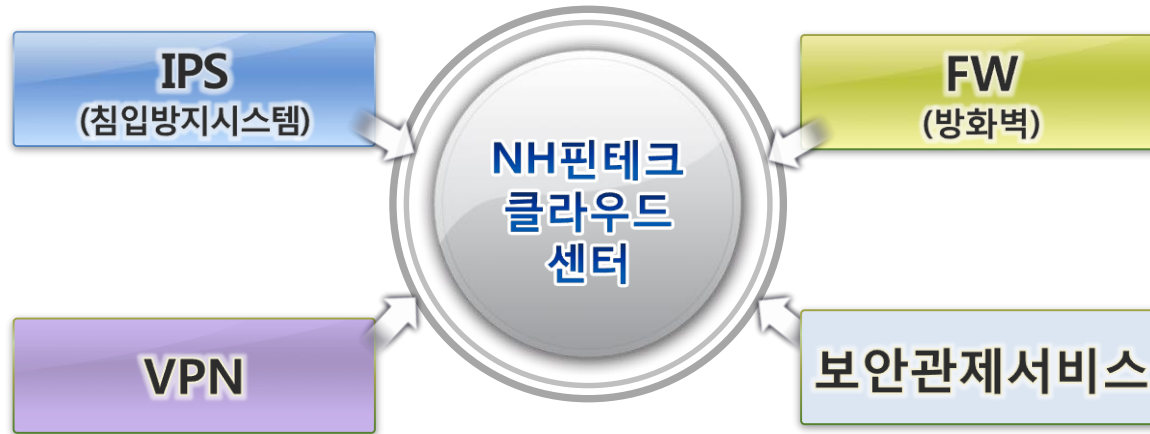 IPS
(침입방지시스템)
FW
(방화벽)
NH핀테크
클라우드
센터
VPN
보안관제서비스